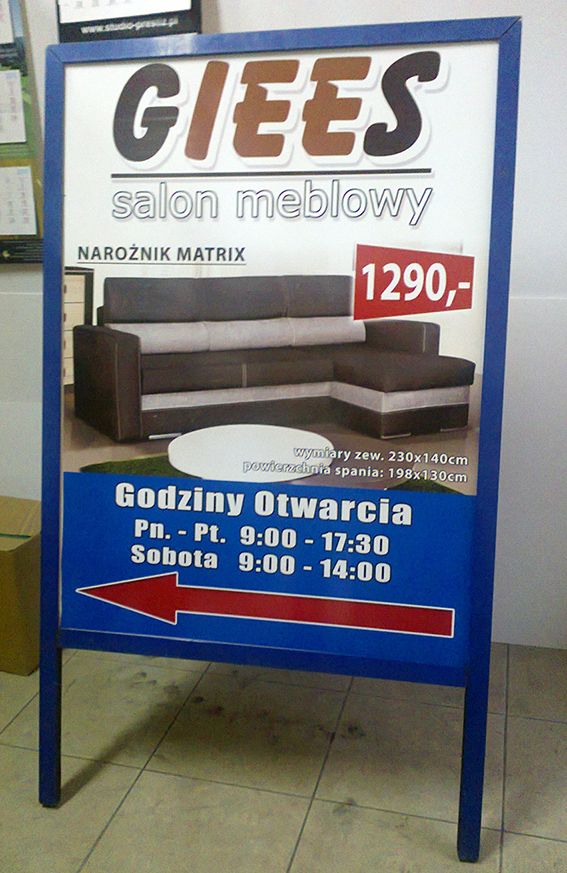 www.studio-presiiz.pl
GIEES
salon meblowy
NAROŻNIK MATRIX
1290,-
wymiary zew. 230x140cm
powierzchnia spania: 198x130cm
Godziny Otwarcia
Pn. - Pt. 9:00 - 17:30
Sobota 9:00 - 14:00